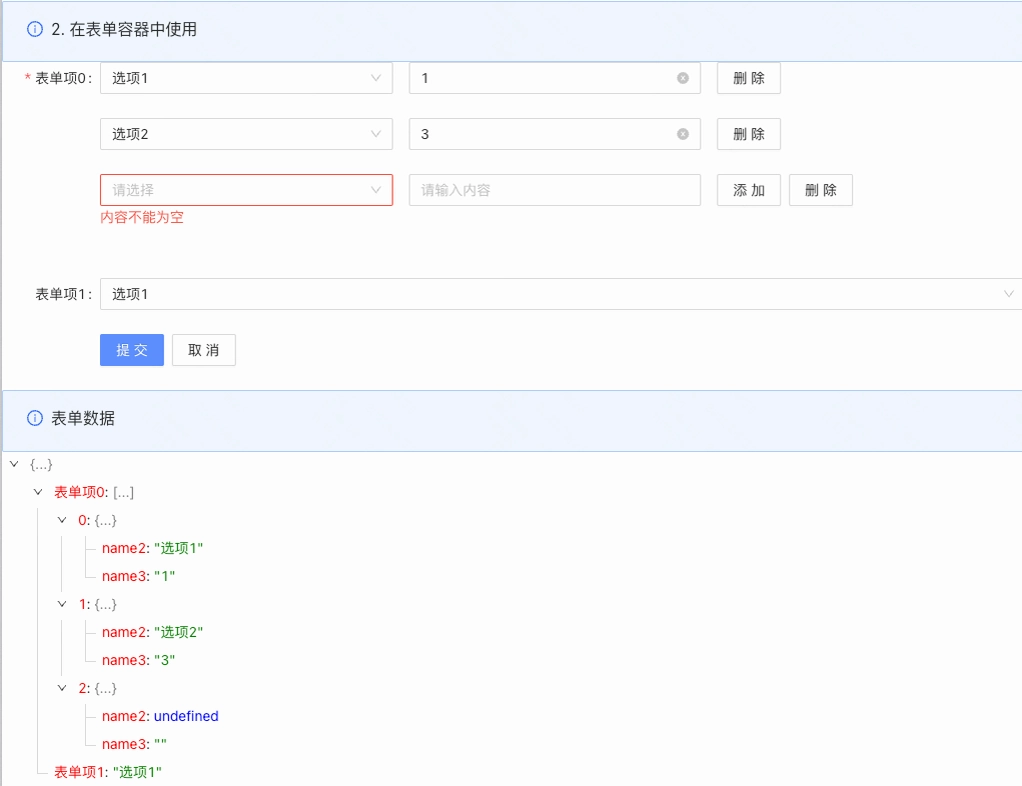 2. 在表单容器中使用
* 表单项0: 选项1 1 删 除
选项2 3 删 除
请选择 请输入内容 添 加 删 除
内容不能为空
表单项1: 选项1
提 交 取 消
表单数据
{...}
表单项0: [...]
0: {...}
name2: "选项1"
name3: "1"
1: {...}
name2: "选项2"
name3: "3"
2: {...}
name2: undefined
name3: ""
表单项1: "选项1"